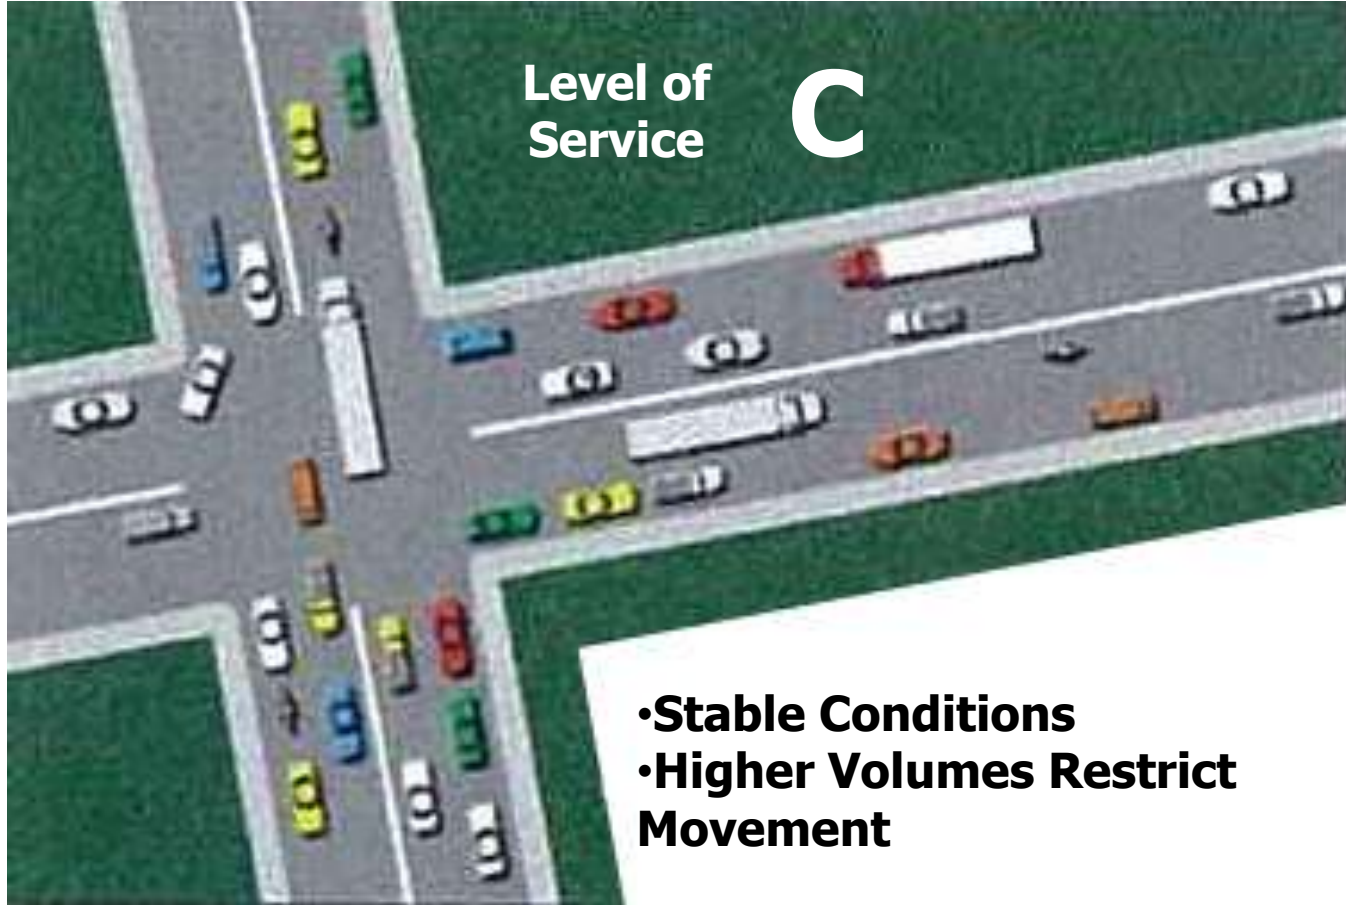 Level of
Service
C
•Stable Conditions
•Higher Volumes Restrict
Movement